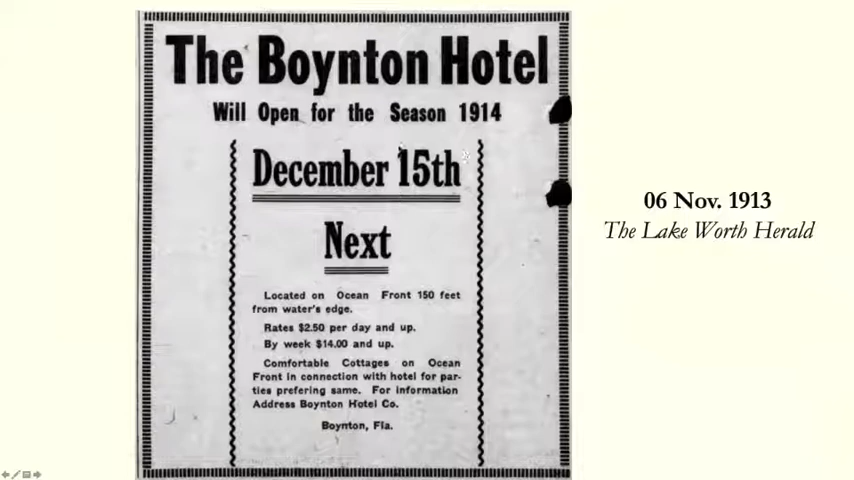 The Boynton Hotel
Will Open for the Season 1914
December 15th
Next
Located on Ocean Front 150 feet
from water's edge.
Rates $2.50 per day and up.
By week $14.00 and up.
Comfortable Cottages on Ocean
Front in connection with hotel for par-
ties prefering same. For information
Address Boynton Hotel Co.
Boynton, Fla.
06 Nov. 1913
The Lake Worth Herald